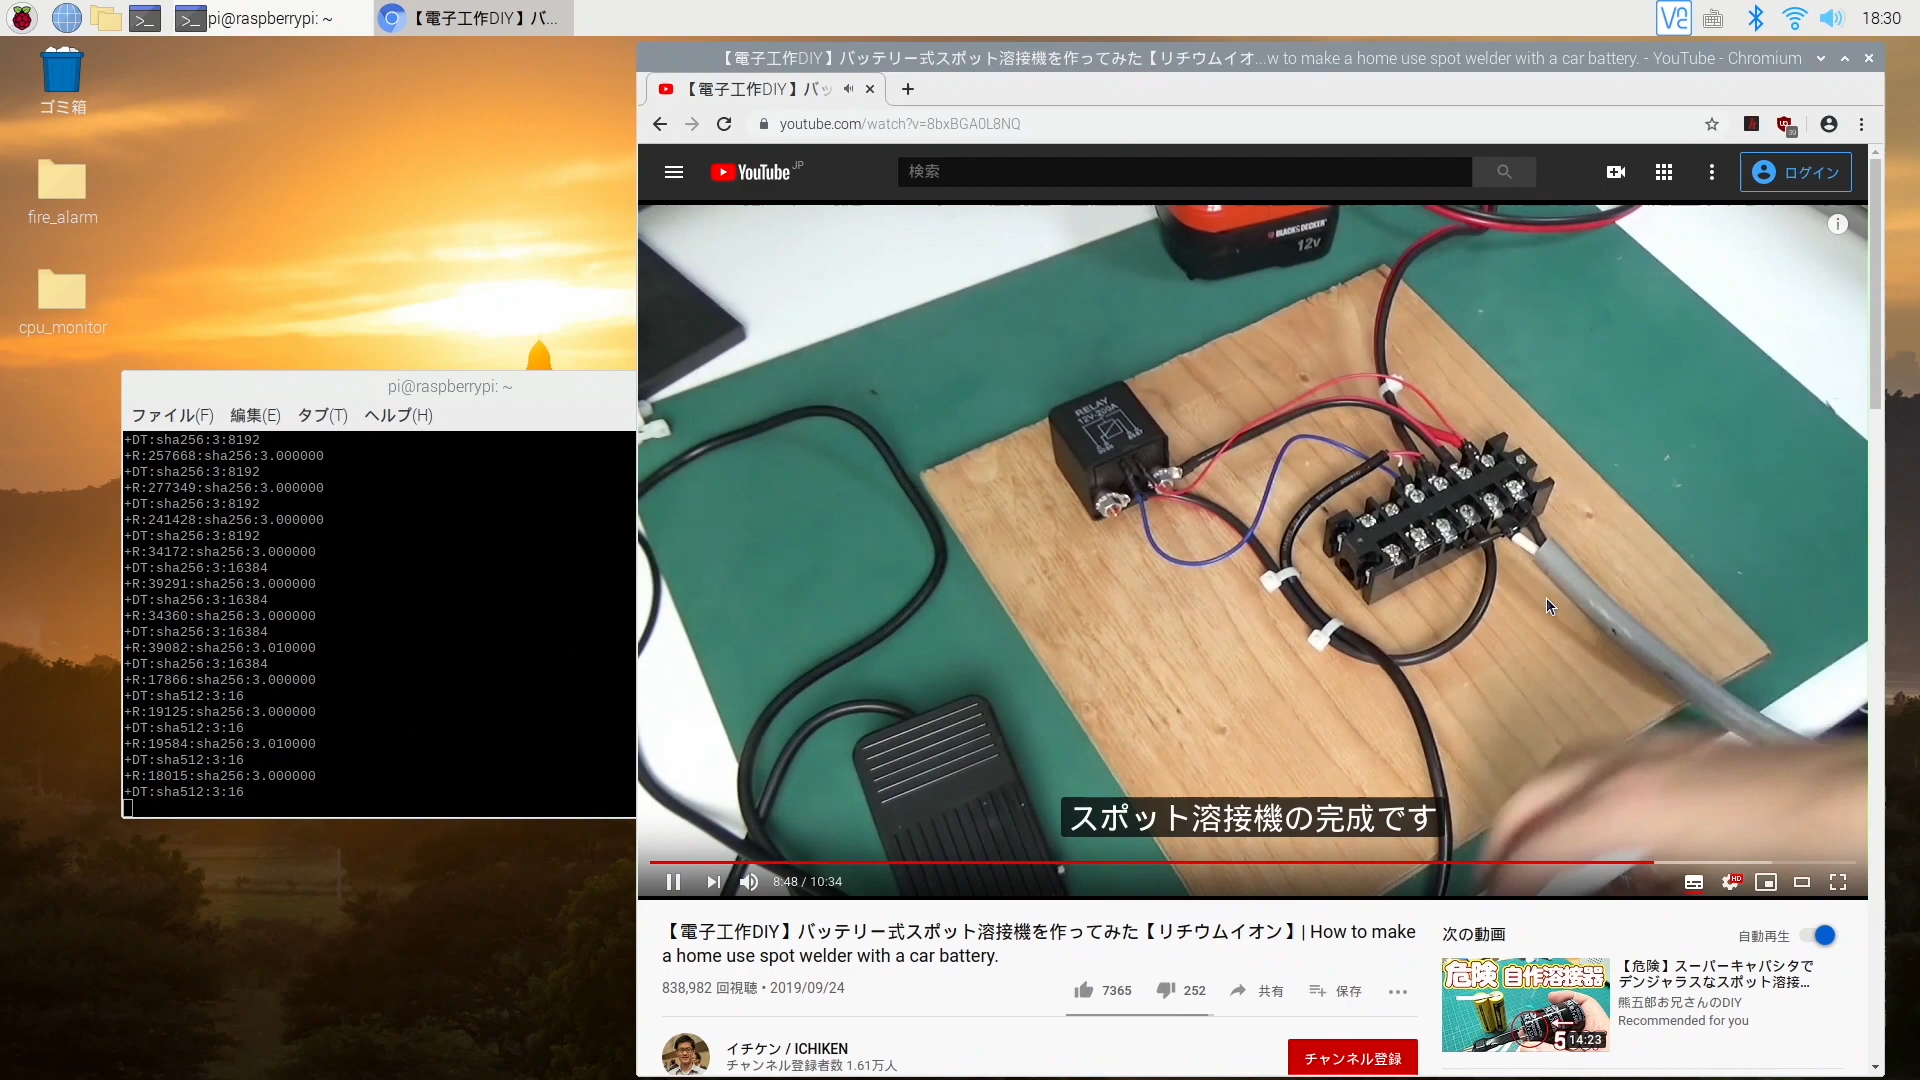 pi@raspberrypi: ~
【電子工作DIY】バ...
18:30
ゴミ箱
fire_alarm
cpu_monitor
pi@raspberrypi: ~
ファイル(F) 編集(E) タブ(T) ヘルプ(H)
+DT:sha256:3:8192
+R:257668:sha256:3.000000
+DT:sha256:3:8192
+R:277349:sha256:3.000000
+DT:sha256:3:8192
+R:241428:sha256:3.000000
+DT:sha256:3:8192
+R:34172:sha256:3.000000
+DT:sha256:3:16384
+R:39291:sha256:3.000000
+DT:sha256:3:16384
+R:34360:sha256:3.000000
+DT:sha256:3:16384
+R:39082:sha256:3.010000
+DT:sha256:3:16384
+R:17866:sha256:3.000000
+DT:sha512:3:16
+R:19125:sha256:3.000000
+DT:sha512:3:16
+R:19584:sha256:3.010000
+DT:sha512:3:16
+R:18015:sha256:3.000000
+DT:sha512:3:16
【電子工作DIY】バッテリー式スポット溶接機を作ってみた【リチウムイオ...w to make a home use spot welder with a car battery. - YouTube - Chromium
【電子工作DIY】バッ
youtube.com/watch?v=8bxBGA0L8NQ
39
YouTube JP
検索
ログイン
BLACK&DECKER
12v
RELAY
12V-200A
スポット溶接機の完成です
8:48 / 10:34
HD
【電子工作DIY】バッテリー式スポット溶接機を作ってみた【リチウムイオン】| How to make
a home use spot welder with a car battery.
838,982 回視聴・2019/09/24
7365 252 共有 保存
イチケン / ICHIKEN
チャンネル登録者数 1.61万人
チャンネル登録
次の動画
自動再生
危険 自作溶接器
14:23
【危険】スーパーキャパシタで
デンジャラスなスポット溶接...
熊五郎お兄さんのDIY
Recommended for you